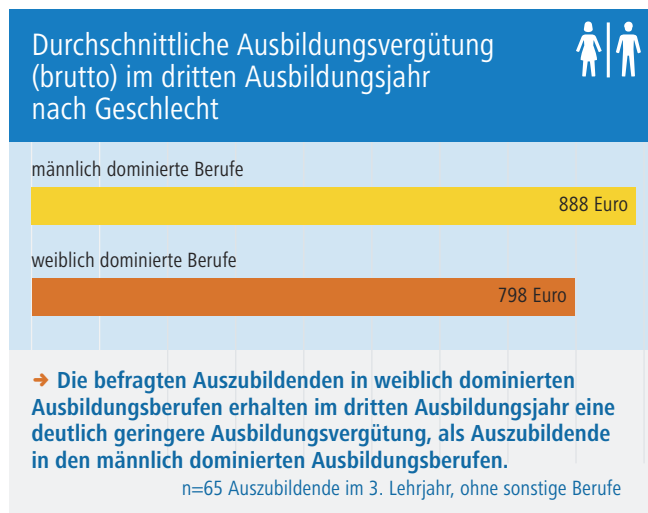 Durchschnittliche Ausbildungsvergütung
(brutto) im dritten Ausbildungsjahr
nach Geschlecht
männlich dominierte Berufe
888 Euro
weiblich dominierte Berufe
798 Euro
➔ Die befragten Auszubildenden in weiblich dominierten
Ausbildungsberufen erhalten im dritten Ausbildungsjahr eine
deutlich geringere Ausbildungsvergütung, als Auszubildende
in den männlich dominierten Ausbildungsberufen.
n=65 Auszubildende im 3. Lehrjahr, ohne sonstige Berufe